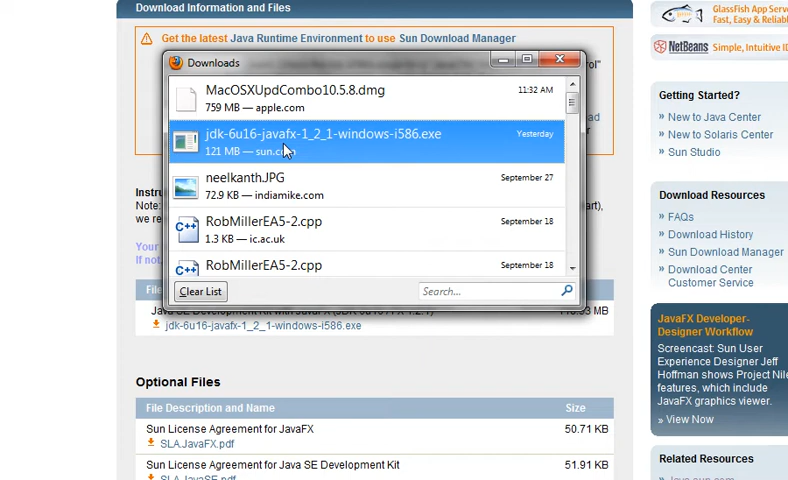 Download Information and Files
Get the latest Java Runtime Environment to use Sun Download Manager
Downloads
MacOSXUpdCombo10.5.8.dmg
11:32 AM
759 MB — apple.com
jdk-6u16-javafx-1_2_1-windows-i586.exe
Yesterday
121 MB — sun.com
neelkanth.JPG
September 27
72.9 KB — indiamike.com
RobMillerEA5-2.cpp
September 18
1.3 KB — ic.ac.uk
RobMillerEA5-2.cpp
September 18
Clear List
Search...
jdk-6u16-javafx-1_2_1-windows-i586.exe
Optional Files
File Description and Name
Size
Sun License Agreement for JavaFX
50.71 KB
SLA.JavaFX.pdf
Sun License Agreement for Java SE Development Kit
51.91 KB
GlassFish App Serv
Fast, Easy & Reliabl
NetBeans
Simple, Intuitive ID
Getting Started?
» New to Java Center
» New to Solaris Center
» Sun Studio
Download Resources
» FAQs
» Download History
» Sun Download Manager
» Download Center
Customer Service
JavaFX Developer-
Designer Workflow
Screencast: Sun User
Experience Designer Jeff
Hoffman shows Project Nile
features, which include
JavaFX graphics viewer.
» View Now
Related Resources